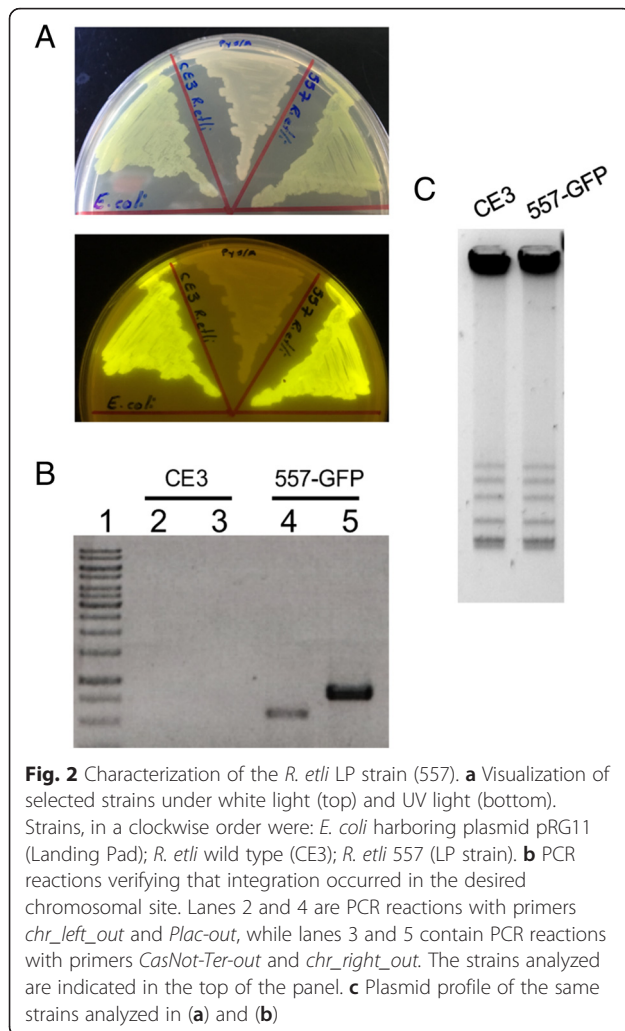 A
Py O/M
CE3 R.etli
557 R.etli
E. coli
Py O/M
CE3 R.etli
557 R.etli
E. coli
C
CE3 557-GFP
B
CE3 557-GFP
1 2 3 4 5
Fig. 2 Characterization of the R. etli LP strain (557). a Visualization of
selected strains under white light (top) and UV light (bottom).
Strains, in a clockwise order were: E. coli harboring plasmid pRG11
(Landing Pad); R. etli wild type (CE3); R. etli 557 (LP strain). b PCR
reactions verifying that integration occurred in the desired
chromosomal site. Lanes 2 and 4 are PCR reactions with primers
chr_left_out and Plac-out, while lanes 3 and 5 contain PCR reactions
with primers CasNot-Ter-out and chr_right_out. The strains analyzed
are indicated in the top of the panel. c Plasmid profile of the same
strains analyzed in (a) and (b)